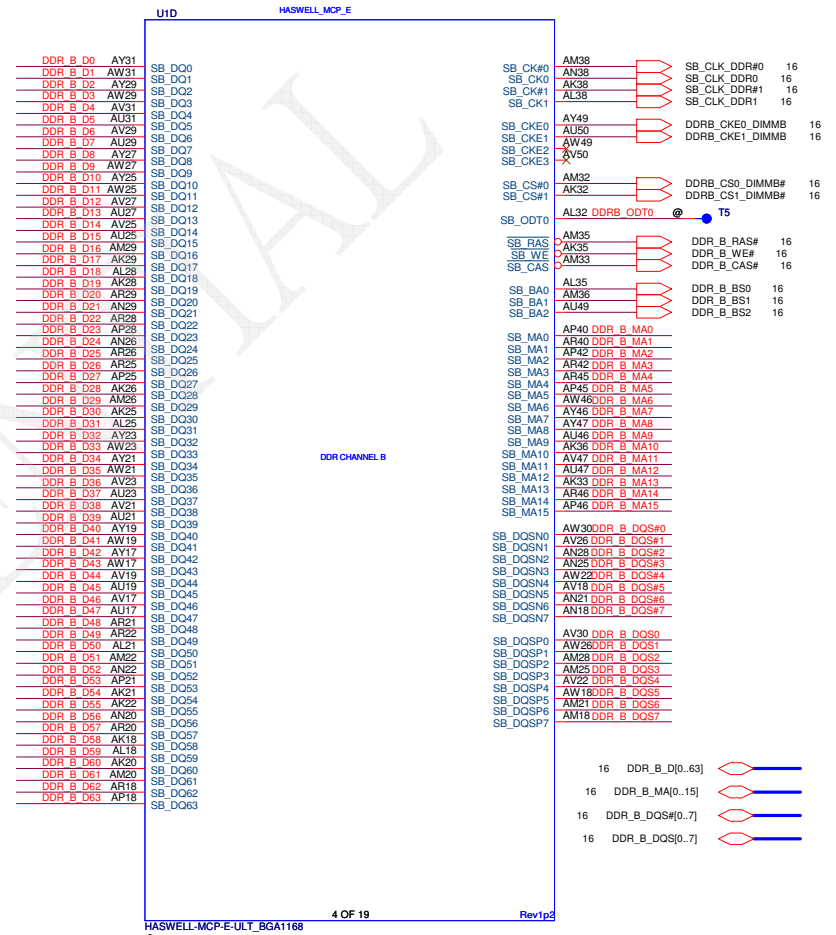 U1D
HASWELL_MCP_E
DDR_B_D0 AY31 SB_DQ0
DDR_B_D1 AW31 SB_DQ1
DDR_B_D2 AY29 SB_DQ2
DDR_B_D3 AW29 SB_DQ3
DDR_B_D4 AV31 SB_DQ4
DDR_B_D5 AU31 SB_DQ5
DDR_B_D6 AV29 SB_DQ6
DDR_B_D7 AU29 SB_DQ7
DDR_B_D8 AY27 SB_DQ8
DDR_B_D9 AW27 SB_DQ9
DDR_B_D10 AY25 SB_DQ10
DDR_B_D11 AW25 SB_DQ11
DDR_B_D12 AV27 SB_DQ12
DDR_B_D13 AU27 SB_DQ13
DDR_B_D14 AV25 SB_DQ14
DDR_B_D15 AU25 SB_DQ15
DDR_B_D16 AM29 SB_DQ16
DDR_B_D17 AK29 SB_DQ17
DDR_B_D18 AL28 SB_DQ18
DDR_B_D19 AK28 SB_DQ19
DDR_B_D20 AR29 SB_DQ20
DDR_B_D21 AN29 SB_DQ21
DDR_B_D22 AR28 SB_DQ22
DDR_B_D23 AP28 SB_DQ23
DDR_B_D24 AN26 SB_DQ24
DDR_B_D25 AR26 SB_DQ25
DDR_B_D26 AR25 SB_DQ26
DDR_B_D27 AP25 SB_DQ27
DDR_B_D28 AK26 SB_DQ28
DDR_B_D29 AM26 SB_DQ29
DDR_B_D30 AK25 SB_DQ30
DDR_B_D31 AL25 SB_DQ31
DDR_B_D32 AY23 SB_DQ32
DDR_B_D33 AW23 SB_DQ33
DDR_B_D34 AY21 SB_DQ34
DDR_B_D35 AW21 SB_DQ35
DDR_B_D36 AV23 SB_DQ36
DDR_B_D37 AU23 SB_DQ37
DDR_B_D38 AV21 SB_DQ38
DDR_B_D39 AU21 SB_DQ39
DDR_B_D40 AY19 SB_DQ40
DDR_B_D41 AW19 SB_DQ41
DDR_B_D42 AY17 SB_DQ42
DDR_B_D43 AW17 SB_DQ43
DDR_B_D44 AV19 SB_DQ44
DDR_B_D45 AU19 SB_DQ45
DDR_B_D46 AV17 SB_DQ46
DDR_B_D47 AU17 SB_DQ47
DDR_B_D48 AR21 SB_DQ48
DDR_B_D49 AR22 SB_DQ49
DDR_B_D50 AL21 SB_DQ50
DDR_B_D51 AM22 SB_DQ51
DDR_B_D52 AN22 SB_DQ52
DDR_B_D53 AP21 SB_DQ53
DDR_B_D54 AK21 SB_DQ54
DDR_B_D55 AK22 SB_DQ55
DDR_B_D56 AN20 SB_DQ56
DDR_B_D57 AR20 SB_DQ57
DDR_B_D58 AK18 SB_DQ58
DDR_B_D59 AL18 SB_DQ59
DDR_B_D60 AK20 SB_DQ60
DDR_B_D61 AM20 SB_DQ61
DDR_B_D62 AR18 SB_DQ62
DDR_B_D63 AP18 SB_DQ63
DDR CHANNEL B
SB_CK#0 AM38 SB_CLK_DDR#0 16
SB_CK0 AN38 SB_CLK_DDR0 16
SB_CK#1 AK38 SB_CLK_DDR#1 16
SB_CK1 AL38 SB_CLK_DDR1 16
SB_CKE0 AY49 DDRB_CKE0_DIMMB 16
SB_CKE1 AU50 DDRB_CKE1_DIMMB 16
SB_CKE2 AW49
SB_CKE3 AV50
SB_CS#0 AM32 DDRB_CS0_DIMMB# 16
SB_CS#1 AK32 DDRB_CS1_DIMMB# 16
SB_ODT0 AL32 DDRB_ODT0 @ T5
SB_RAS AM35 DDR_B_RAS# 16
SB_WE AK35 DDR_B_WE# 16
SB_CAS AM33 DDR_B_CAS# 16
SB_BA0 AL35 DDR_B_BS0 16
SB_BA1 AM36 DDR_B_BS1 16
SB_BA2 AU49 DDR_B_BS2 16
SB_MA0 AP40 DDR_B_MA0
SB_MA1 AR40 DDR_B_MA1
SB_MA2 AP42 DDR_B_MA2
SB_MA3 AR42 DDR_B_MA3
SB_MA4 AR45 DDR_B_MA4
SB_MA5 AP45 DDR_B_MA5
SB_MA6 AW46 DDR_B_MA6
SB_MA7 AY46 DDR_B_MA7
SB_MA8 AY47 DDR_B_MA8
SB_MA9 AU46 DDR_B_MA9
SB_MA10 AK36 DDR_B_MA10
SB_MA11 AV47 DDR_B_MA11
SB_MA12 AU47 DDR_B_MA12
SB_MA13 AK33 DDR_B_MA13
SB_MA14 AR46 DDR_B_MA14
SB_MA15 AP46 DDR_B_MA15
SB_DQSN0 AW30 DDR_B_DQS#0
SB_DQSN1 AV26 DDR_B_DQS#1
SB_DQSN2 AN28 DDR_B_DQS#2
SB_DQSN3 AN25 DDR_B_DQS#3
SB_DQSN4 AW22 DDR_B_DQS#4
SB_DQSN5 AV18 DDR_B_DQS#5
SB_DQSN6 AN21 DDR_B_DQS#6
SB_DQSN7 AN18 DDR_B_DQS#7
SB_DQSP0 AV30 DDR_B_DQS0
SB_DQSP1 AW26 DDR_B_DQS1
SB_DQSP2 AM28 DDR_B_DQS2
SB_DQSP3 AM25 DDR_B_DQS3
SB_DQSP4 AV22 DDR_B_DQS4
SB_DQSP5 AW18 DDR_B_DQS5
SB_DQSP6 AM21 DDR_B_DQS6
SB_DQSP7 AM18 DDR_B_DQS7
16 DDR_B_D[0..63]
16 DDR_B_MA[0..15]
16 DDR_B_DQS#[0..7]
16 DDR_B_DQS[0..7]
4 OF 19
Rev1p2
HASWELL-MCP-E-ULT_BGA1168